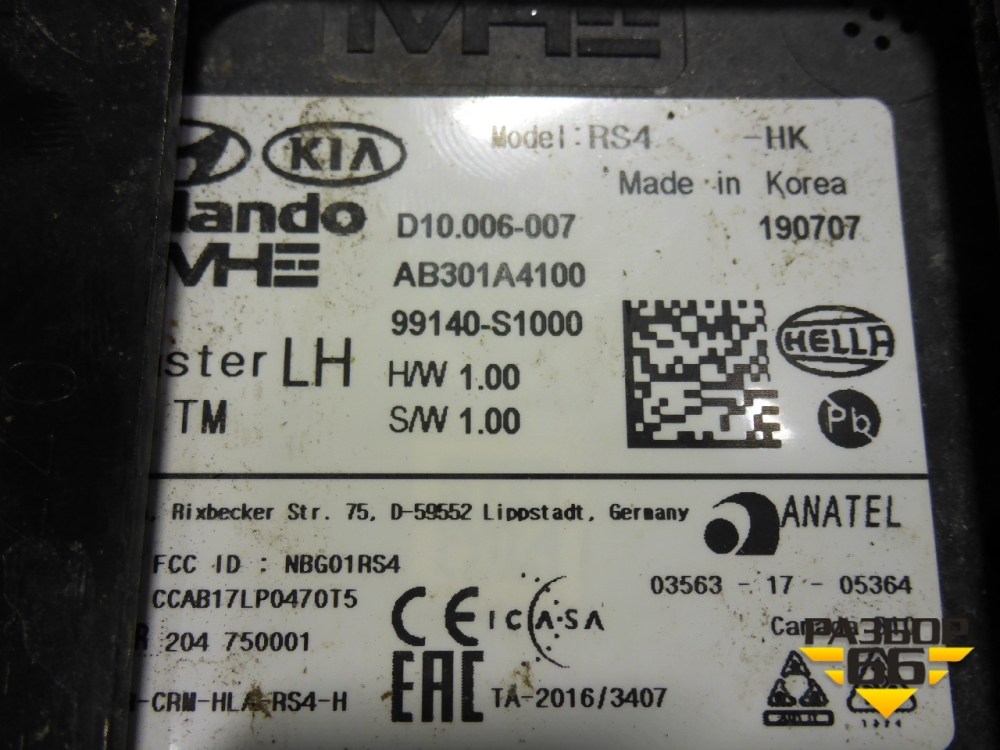 MHE
KIA
Model:RS4 -HK
Made in Korea
lando D10.006-007 190707
MHE AB301A4100
99140-S1000
HELLA
ster LH H/W 1.00
TM S/W 1.00
Pb
Rixbecker Str. 75, D-59552 Lippstadt, Germany
ANATEL
FCC ID : NBG01RS4
03563 - 17 - 05364
CCAB17LP0470T5
CE ICASA
R 204 750001
EAC TA-2016/3407
-CRM-HLA-RS4-H
РАЗБОР
66